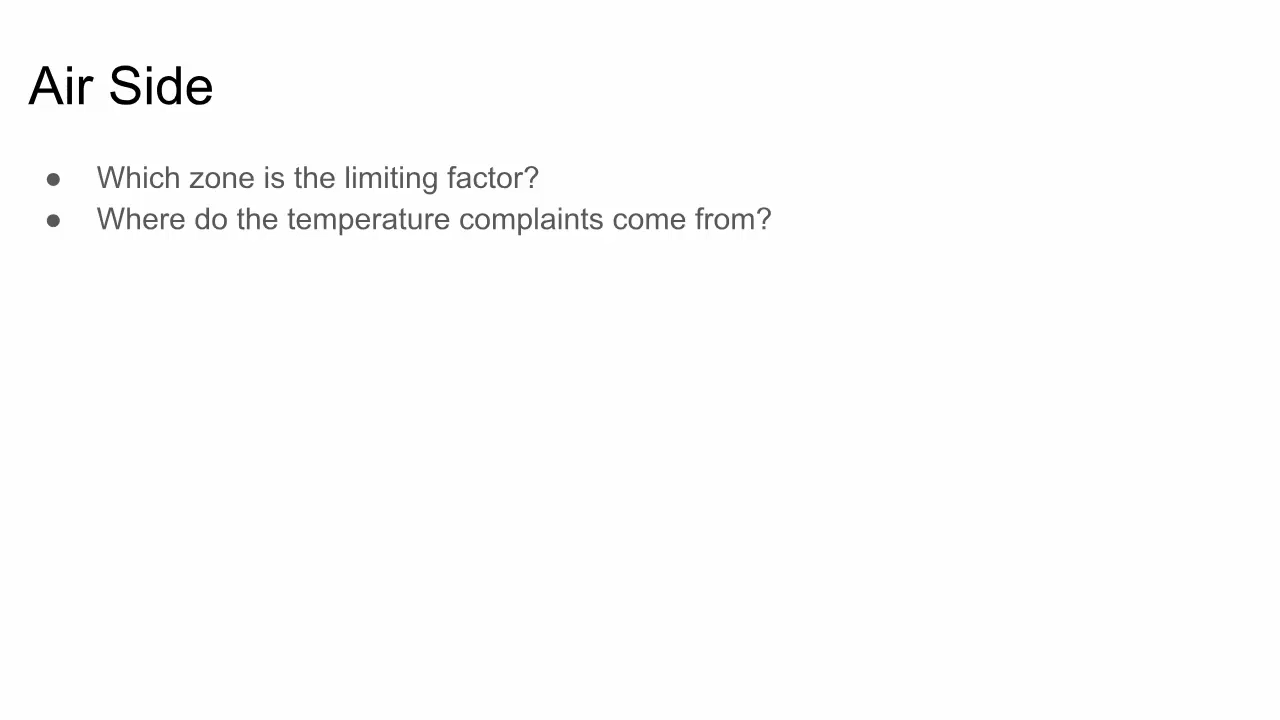 Air Side
● Which zone is the limiting factor?
● Where do the temperature complaints come from?